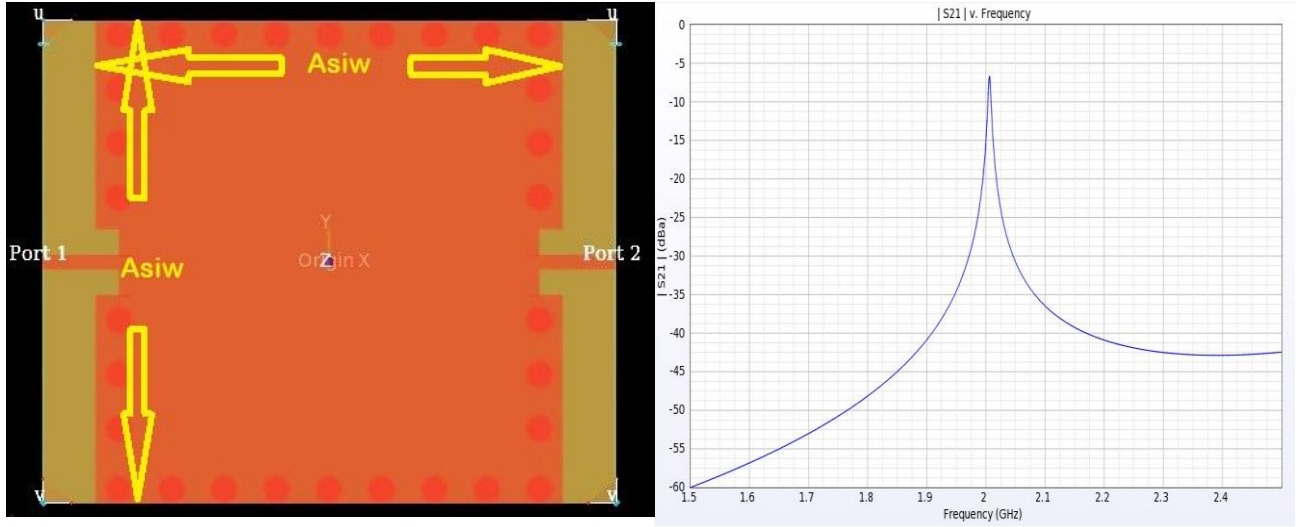 u
u
Asiw
Y
Port 1
Origin X
Z
Port 2
Asiw
v
v
| S21 | v. Frequency
| S21 | (dBa)
0
-5
-10
-15
-20
-25
-30
-35
-40
-45
-50
-55
-60
1.5
1.6
1.7
1.8
1.9
2
2.1
2.2
2.3
2.4
Frequency (GHz)